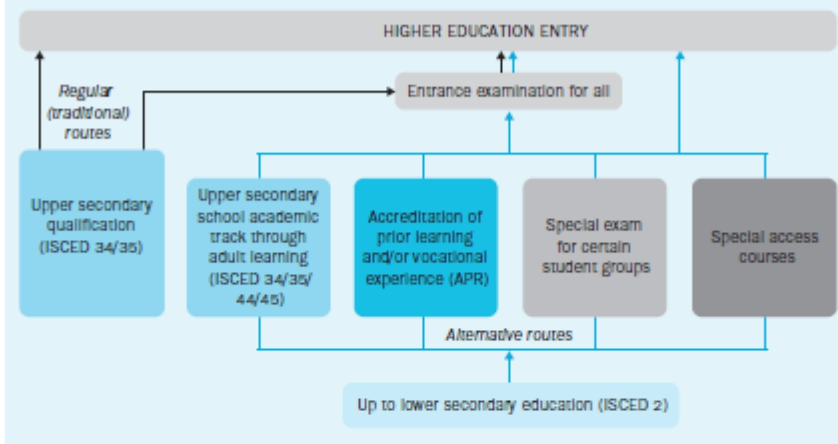 HIGHER EDUCATION ENTRY
Regular
(traditional)
routes
Entrance examination for all
Upper secondary
qualification
(ISCED 34/35)
Upper secondary
school academic
track through
adult learning
(ISCED 34/35/
44/45)
Accreditation of
prior learning
and/or vocational
experience (APR)
Special exam
for certain
student groups
Special access
courses
Alternative routes
Up to lower secondary education (ISCED 2)